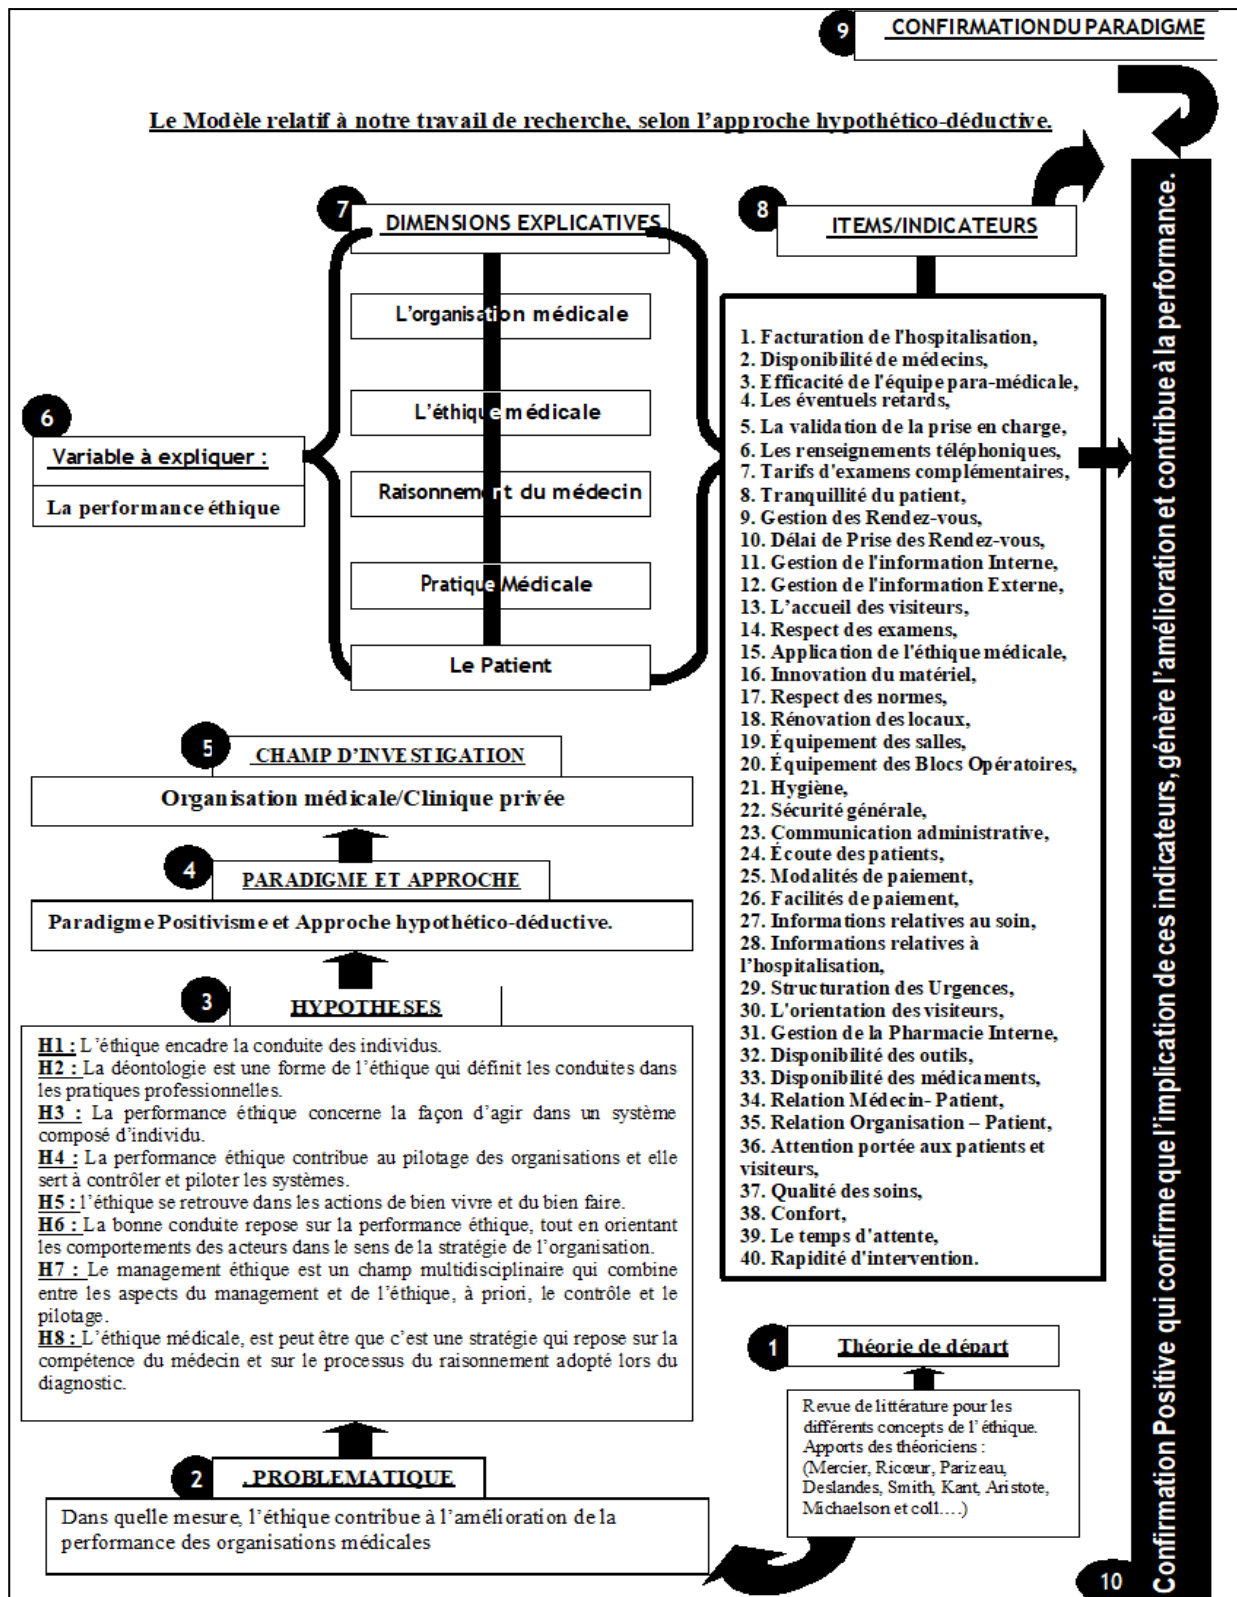 9
CONFIRMATION DU PARADIGME
Le Modèle relatif à notre travail de recherche, selon l'approche hypothético-déductive.
7
DIMENSIONS EXPLICATIVES
L'organisation médicale
L'éthique médicale
Raisonnement du médecin
Pratique Médicale
Le Patient
6
Variable à expliquer :
La performance éthique
8
ITEMS/INDICATEURS
1. Facturation de l'hospitalisation,
2. Disponibilité de médecins,
3. Efficacité de l'équipe para-médicale,
4. Les éventuels retards,
5. La validation de la prise en charge,
6. Les renseignements téléphoniques,
7. Tarifs d'examens complémentaires,
8. Tranquillité du patient,
9. Gestion des Rendez-vous,
10. Délai de Prise des Rendez-vous,
11. Gestion de l'information Interne,
12. Gestion de l'information Externe,
13. L'accueil des visiteurs,
14. Respect des examens,
15. Application de l'éthique médicale,
16. Innovation du matériel,
17. Respect des normes,
18. Rénovation des locaux,
19. Équipement des salles,
20. Équipement des Blocs Opératoires,
21. Hygiène,
22. Sécurité générale,
23. Communication administrative,
24. Écoute des patients,
25. Modalités de paiement,
26. Facilités de paiement,
27. Informations relatives au soin,
28. Informations relatives à
l'hospitalisation,
29. Structuration des Urgences,
30. L'orientation des visiteurs,
31. Gestion de la Pharmacie Interne,
32. Disponibilité des outils,
33. Disponibilité des médicaments,
34. Relation Médecin- Patient,
35. Relation Organisation – Patient,
36. Attention portée aux patients et
visiteurs,
37. Qualité des soins,
38. Confort,
39. Le temps d'attente,
40. Rapidité d'intervention.
5
CHAMP D'INVESTIGATION
Organisation médicale/Clinique privée
4
PARADIGME ET APPROCHE
Paradigme Positivisme et Approche hypothético-déductive.
3
HYPOTHESES
H1 : L'éthique encadre la conduite des individus.
H2 : La déontologie est une forme de l'éthique qui définit les conduites dans
les pratiques professionnelles.
H3 : La performance éthique concerne la façon d'agir dans un système
composé d'individu.
H4 : La performance éthique contribue au pilotage des organisations et elle
sert à contrôler et piloter les systèmes.
H5 : l'éthique se retrouve dans les actions de bien vivre et du bien faire.
H6 : La bonne conduite repose sur la performance éthique, tout en orientant
les comportements des acteurs dans le sens de la stratégie de l'organisation.
H7 : Le management éthique est un champ multidisciplinaire qui combine
entre les aspects du management et de l'éthique, à priori, le contrôle et le
pilotage.
H8 : L'éthique médicale, est peut être que c'est une stratégie qui repose sur la
compétence du médecin et sur le processus du raisonnement adopté lors du
diagnostic.
2
. PROBLEMATIQUE
Dans quelle mesure, l'éthique contribue à l'amélioration de la
performance des organisations médicales
1
Théorie de départ
Revue de littérature pour les
différents concepts de l'éthique.
Apports des théoriciens :
(Mercier, Ricœur, Parizeau,
Deslandes, Smith, Kant, Aristote,
Michaelson et coll….)
10
Confirmation Positive qui confirme que l'implication de ces indicateurs, génère l'amélioration et contribue à la performance.